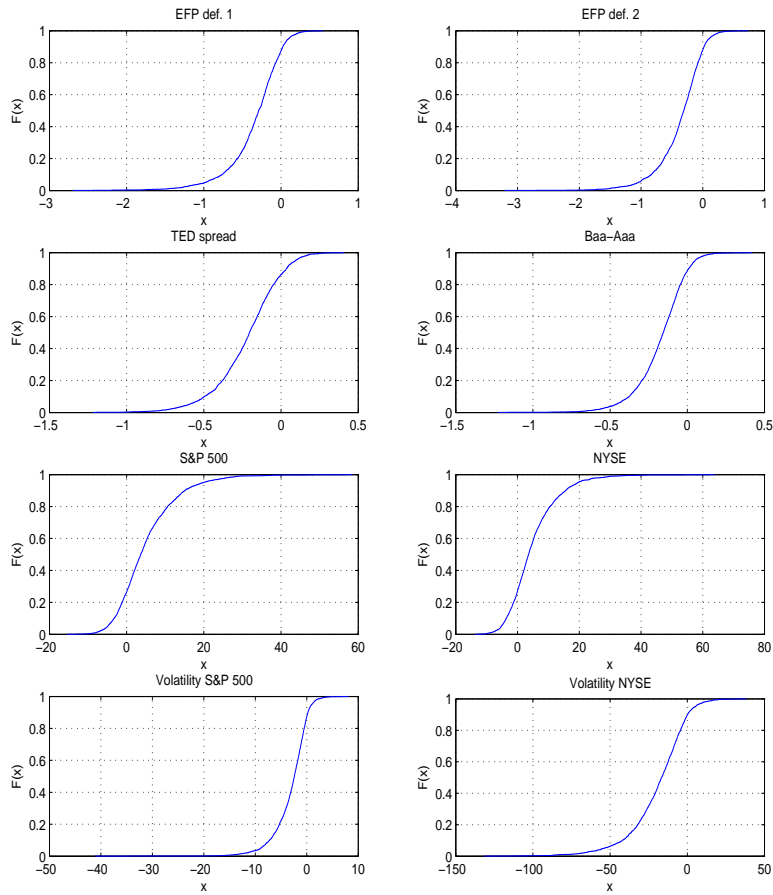 EFP def. 1
1
0.8
0.6
0.4
0.2
0
F(x)
−3 −2 −1 0 1
x
EFP def. 2
1
0.8
0.6
0.4
0.2
0
F(x)
−4 −3 −2 −1 0 1
x
TED spread
1
0.8
0.6
0.4
0.2
0
F(x)
−1.5 −1 −0.5 0 0.5
x
Baa−Aaa
1
0.8
0.6
0.4
0.2
0
F(x)
−1.5 −1 −0.5 0 0.5
x
S&P 500
1
0.8
0.6
0.4
0.2
0
F(x)
−20 0 20 40 60
x
NYSE
1
0.8
0.6
0.4
0.2
0
F(x)
−20 0 20 40 60 80
x
Volatility S&P 500
1
0.8
0.6
0.4
0.2
0
F(x)
−50 −40 −30 −20 −10 0 10
x
Volatility NYSE
1
0.8
0.6
0.4
0.2
0
F(x)
−150 −100 −50 0 50
x